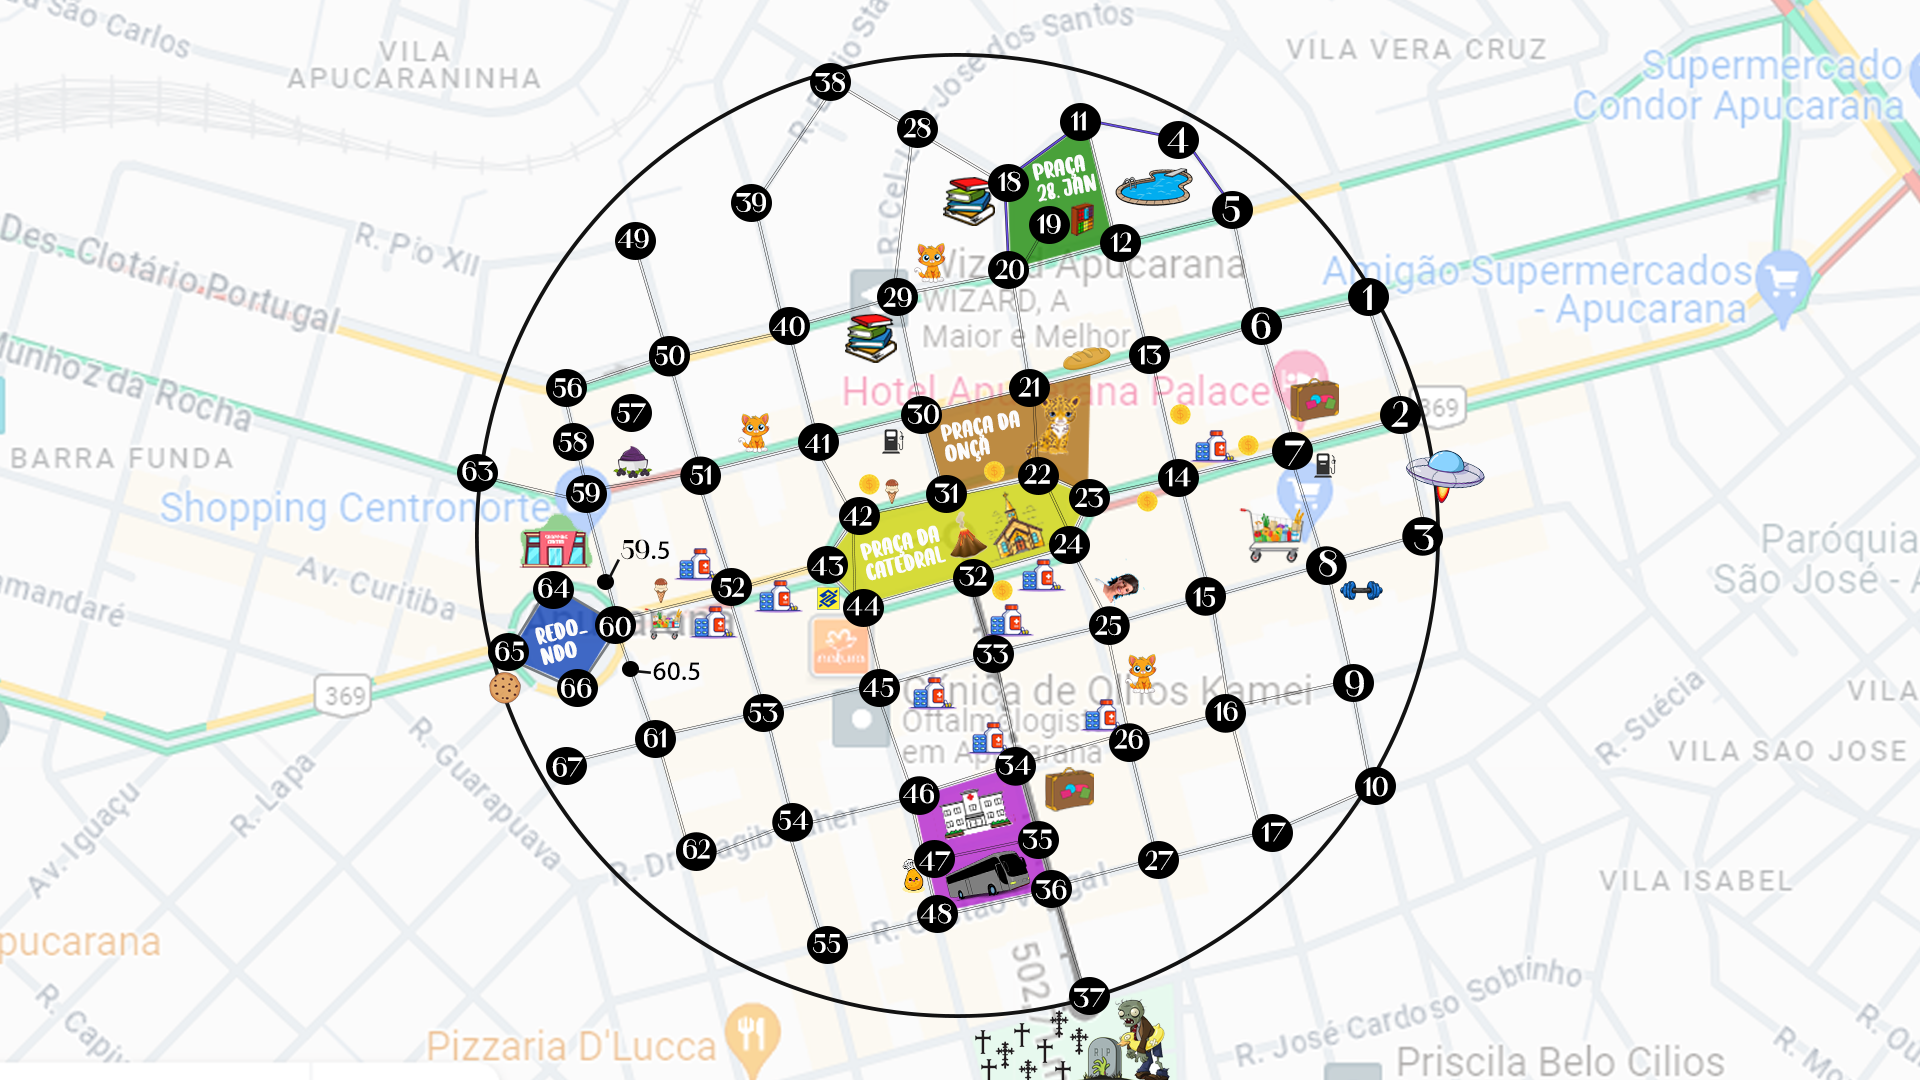 São Carlos
VILA
APUCARANINHA
VILA VERA CRUZ
Supermercado
Condor Apucarana
38
28
11
4
18
PRAÇA
28. JAN
19
12
5
39
49
20
29
Wizard Apucarana
WIZARD, A
Maior e Melhor
R. Pio XII
Des. Clotário Portugal
Munhoz da Rocha
Amigão Supermercados
- Apucarana
1
6
40
50
13
56
57
21
Hotel Apucarana Palace
30
PRAÇA DA
ONÇA
2
369
58
41
7
63
51
22
14
59
31
23
BARRA FUNDA
Shopping Centronorte
42
24
3
PRAÇA DA
CATEDRAL
43
32
8
59.5
64
52
44
15
Av. Curitiba
Paróquia
São José - A
60
25
REDO-
NDO
65
natura
33
66
60.5
45
9
369
Clínica de Olhos Kamei
Oftalmologis
em Apucarana
53
16
61
26
67
34
R. Suécia
VILA
VILA SAO JOSE
46
10
R. Guarapuava
R. Lapa
Av. Iguaçu
54
35
17
62
47
27
36
48
VILA ISABEL
55
pucarana
37
502
RIP
R. José Cardoso Sobrinho
Pizzaria D'Lucca
Priscila Belo Cilios